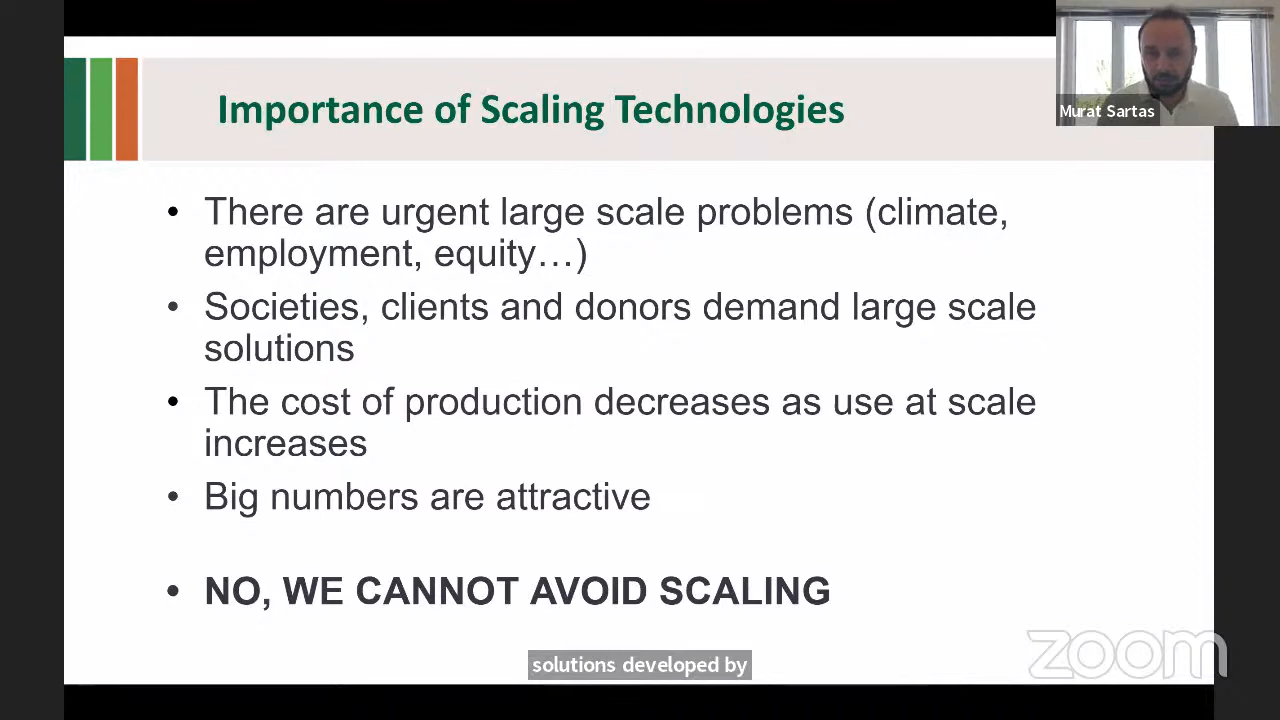 Importance of Scaling Technologies
Murat Sartas
• There are urgent large scale problems (climate,
employment, equity…)
• Societies, clients and donors demand large scale
solutions
• The cost of production decreases as use at scale
increases
• Big numbers are attractive
• NO, WE CANNOT AVOID SCALING
solutions developed by
zoom